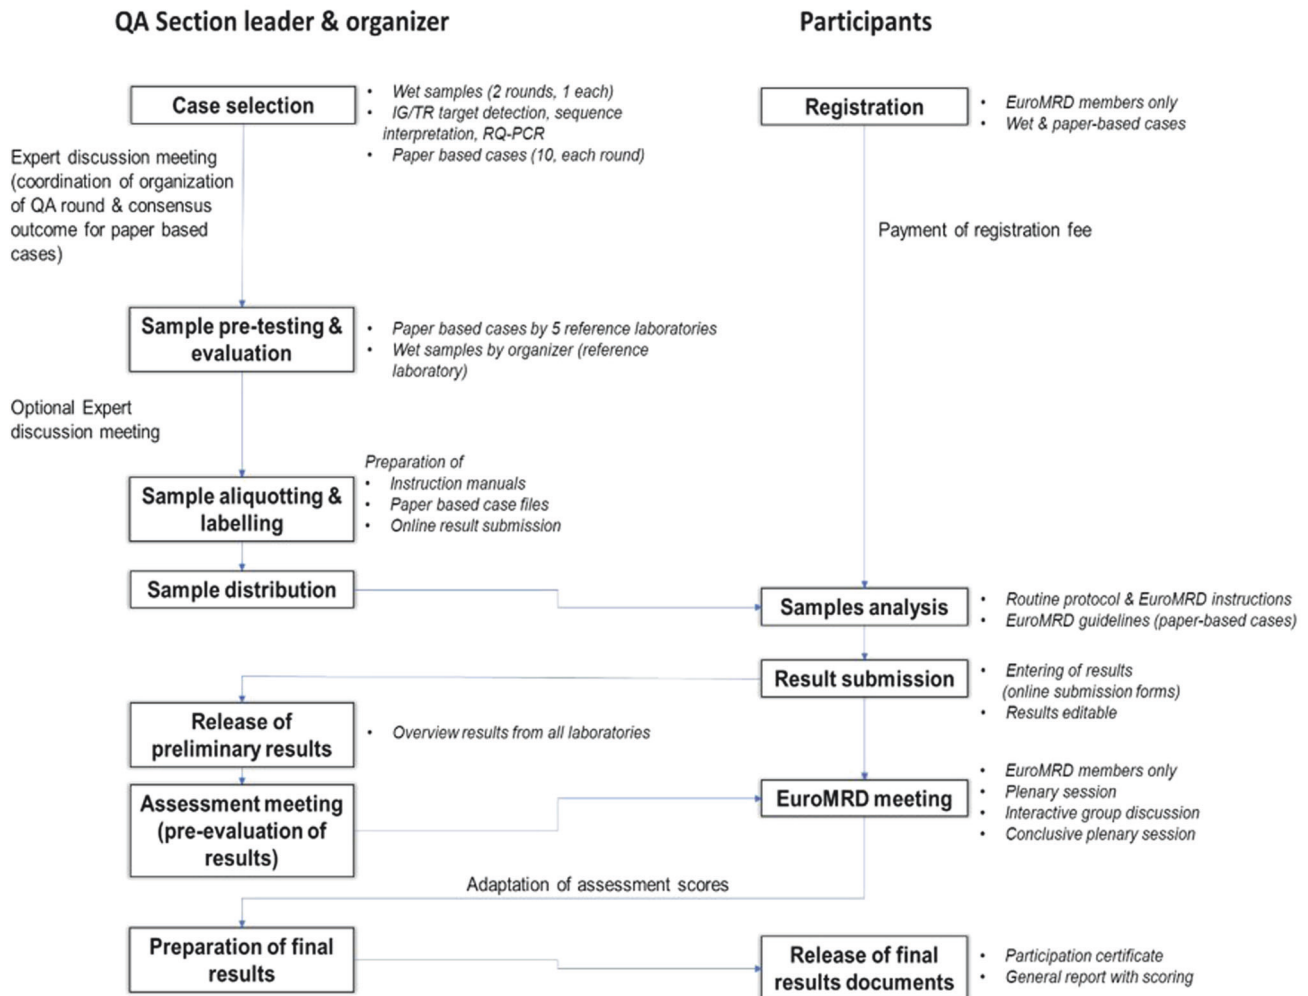 QA Section leader & organizer
Participants
Case selection
• Wet samples (2 rounds, 1 each)
• IG/TR target detection, sequence
interpretation, RQ-PCR
• Paper based cases (10, each round)
Registration
• EuroMRD members only
• Wet & paper-based cases
Expert discussion meeting
(coordination of organization
of QA round & consensus
outcome for paper based
cases)
Payment of registration fee
Sample pre-testing &
evaluation
• Paper based cases by 5 reference laboratories
• Wet samples by organizer (reference
laboratory)
Optional Expert
discussion meeting
Sample aliquotting &
labelling
Preparation of
• Instruction manuals
• Paper based case files
• Online result submission
Sample distribution
Samples analysis
• Routine protocol & EuroMRD instructions
• EuroMRD guidelines (paper-based cases)
Result submission
• Entering of results
(online submission forms)
• Results editable
Release of
preliminary results
• Overview results from all laboratories
Assessment meeting
(pre-evaluation of
results)
EuroMRD meeting
• EuroMRD members only
• Plenary session
• Interactive group discussion
• Conclusive plenary session
Adaptation of assessment scores
Preparation of final
results
Release of final
results documents
• Participation certificate
• General report with scoring